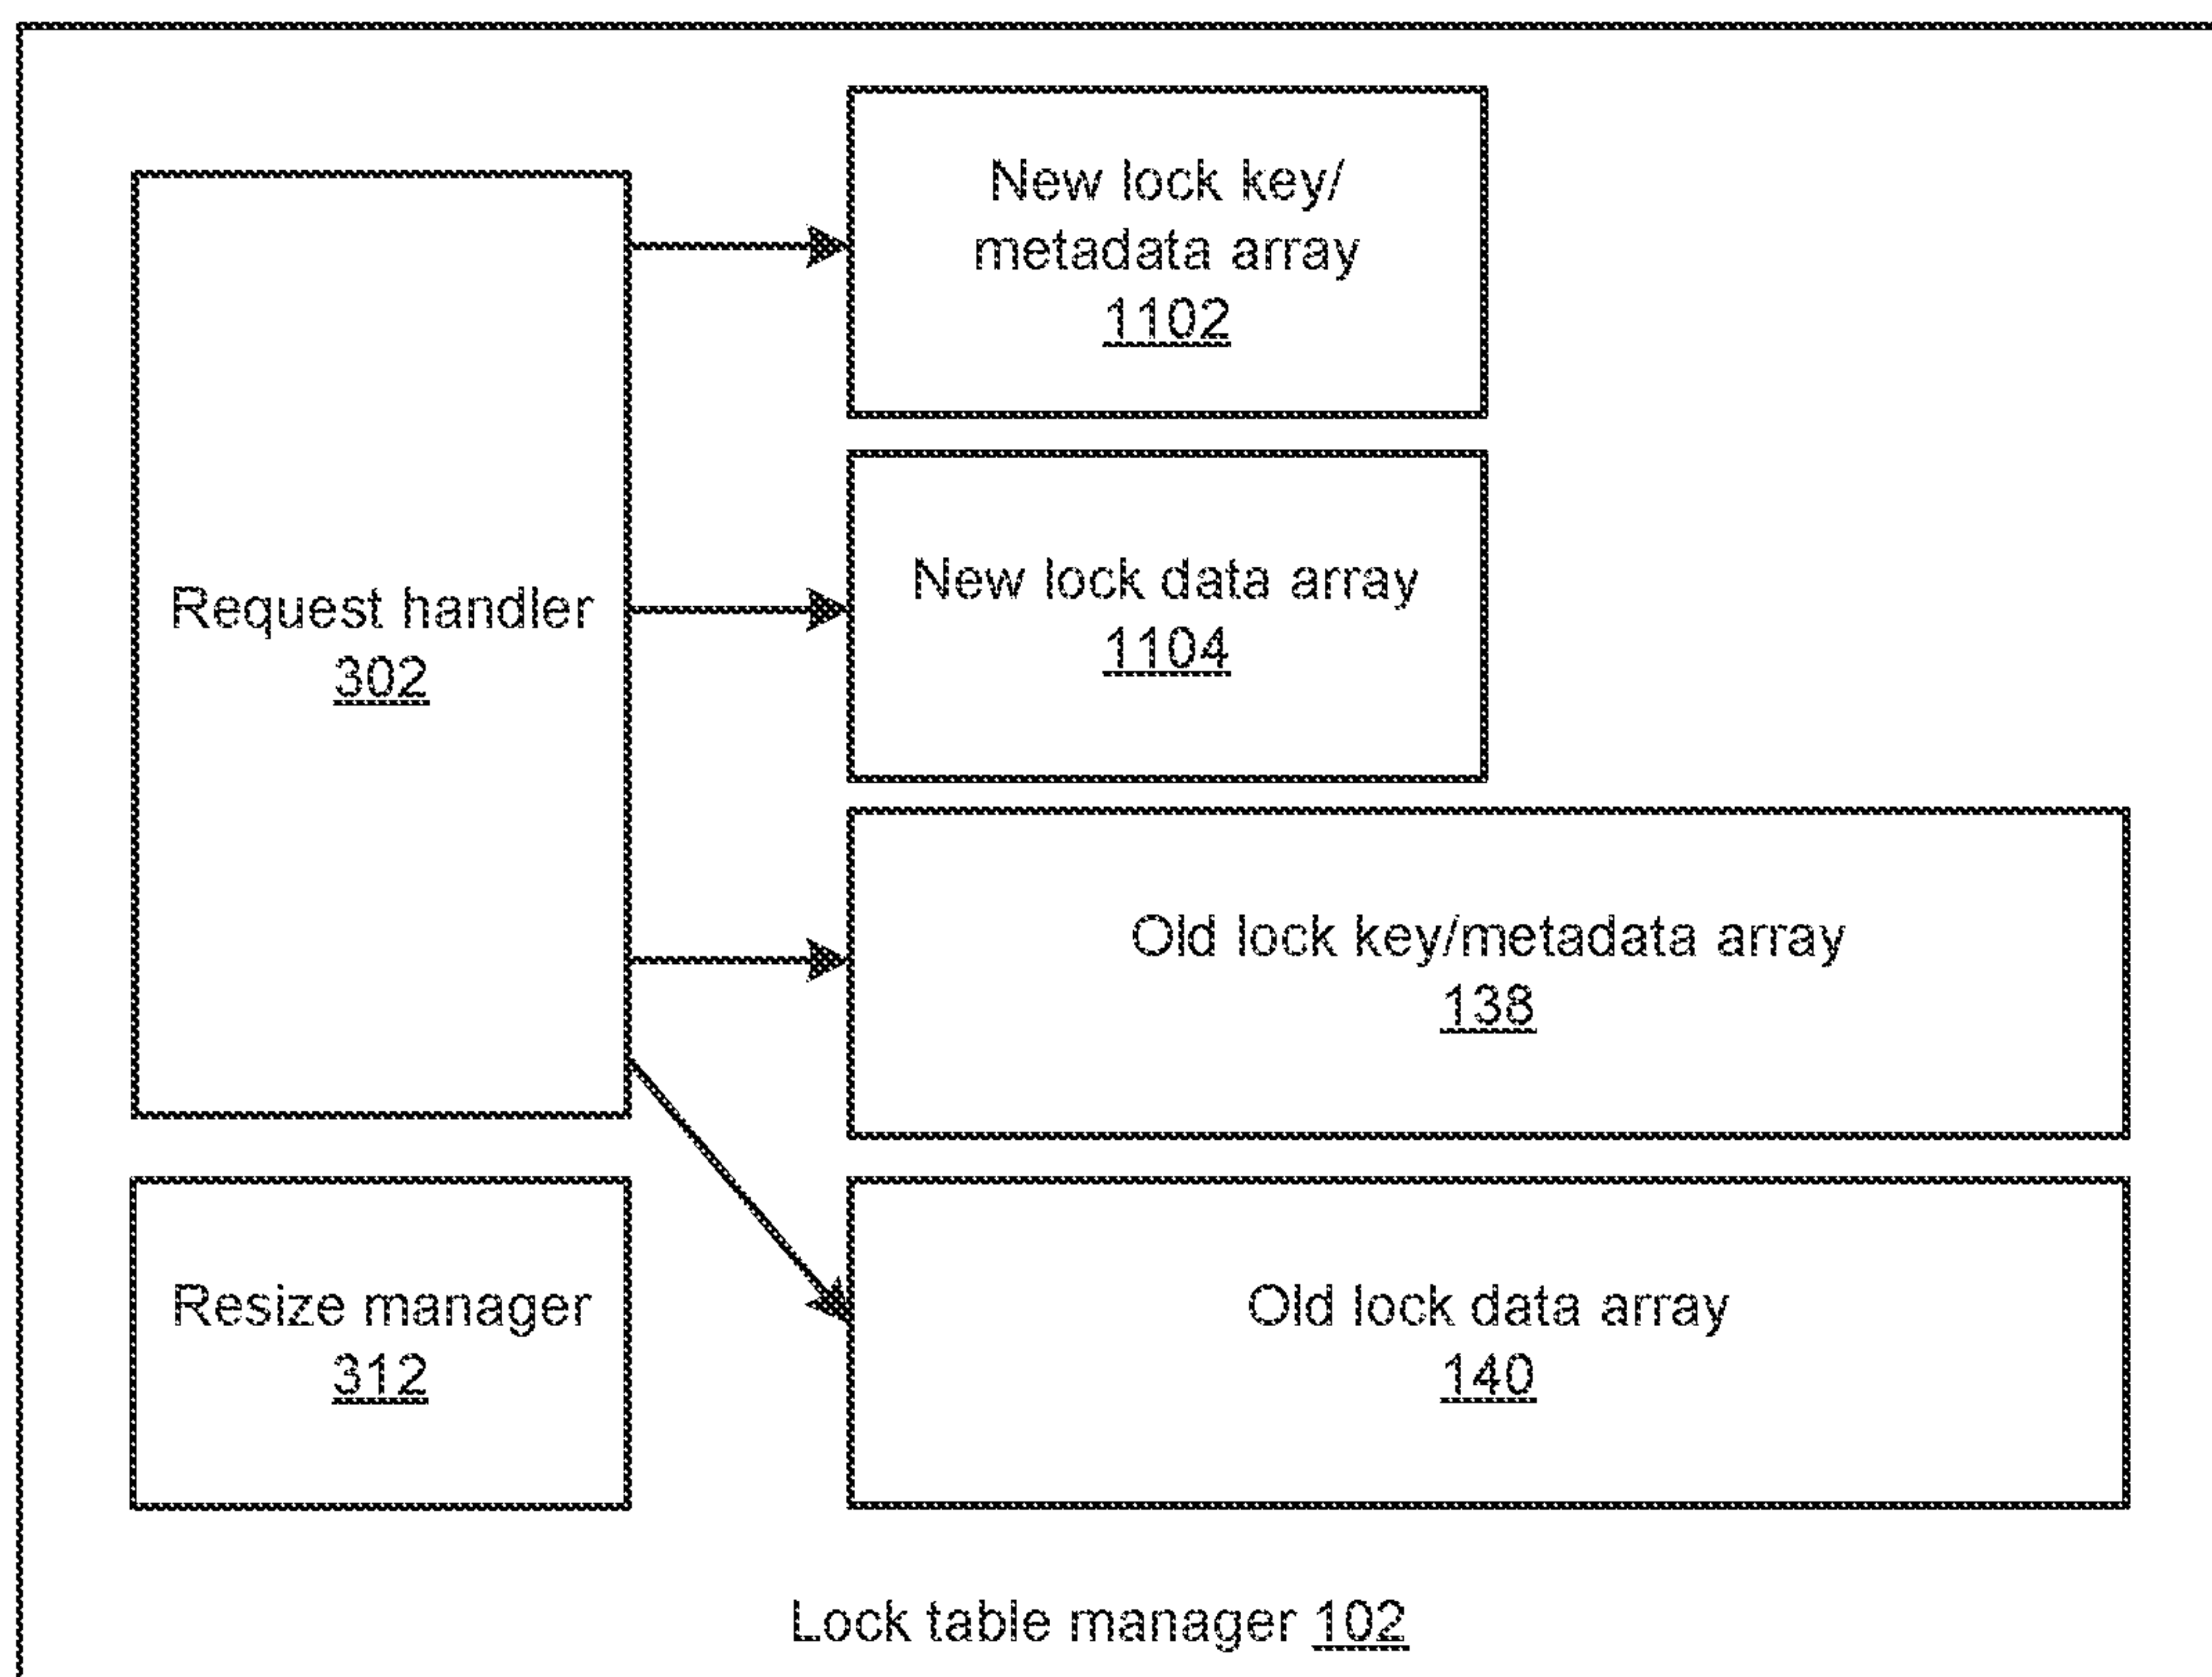 New lock key/
metadata array
1102
Request handler
302
New lock data array
1104
Old lock key/metadata array
138
Resize manager
312
Old lock data array
140
Lock table manager 102